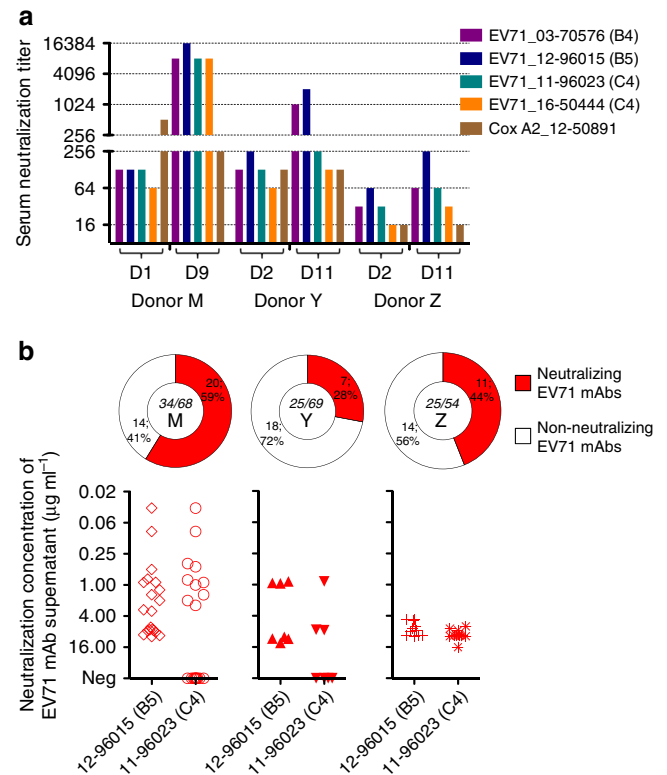 a
Serum neutralization titer
16384
4096
1024
256
256
64
16
EV71_03-70576 (B4)
EV71_12-96015 (B5)
EV71_11-96023 (C4)
EV71_16-50444 (C4)
Cox A2_12-50891
D1 D9 D2 D11 D2 D11
Donor M Donor Y Donor Z
b
20;
59%
34/68
M
14;
41%
7;
28%
25/69
Y
18;
72%
11;
44%
25/54
Z
14;
56%
Neutralizing
EV71 mAbs
Non-neutralizing
EV71 mAbs
Neutralization concentration of
EV71 mAb supernatant (µg ml−1)
0.02
0.06
0.25
1.00
4.00
16.00
Neg
12-96015 (B5)
11-96023 (C4)
12-96015 (B5)
11-96023 (C4)
12-96015 (B5)
11-96023 (C4)